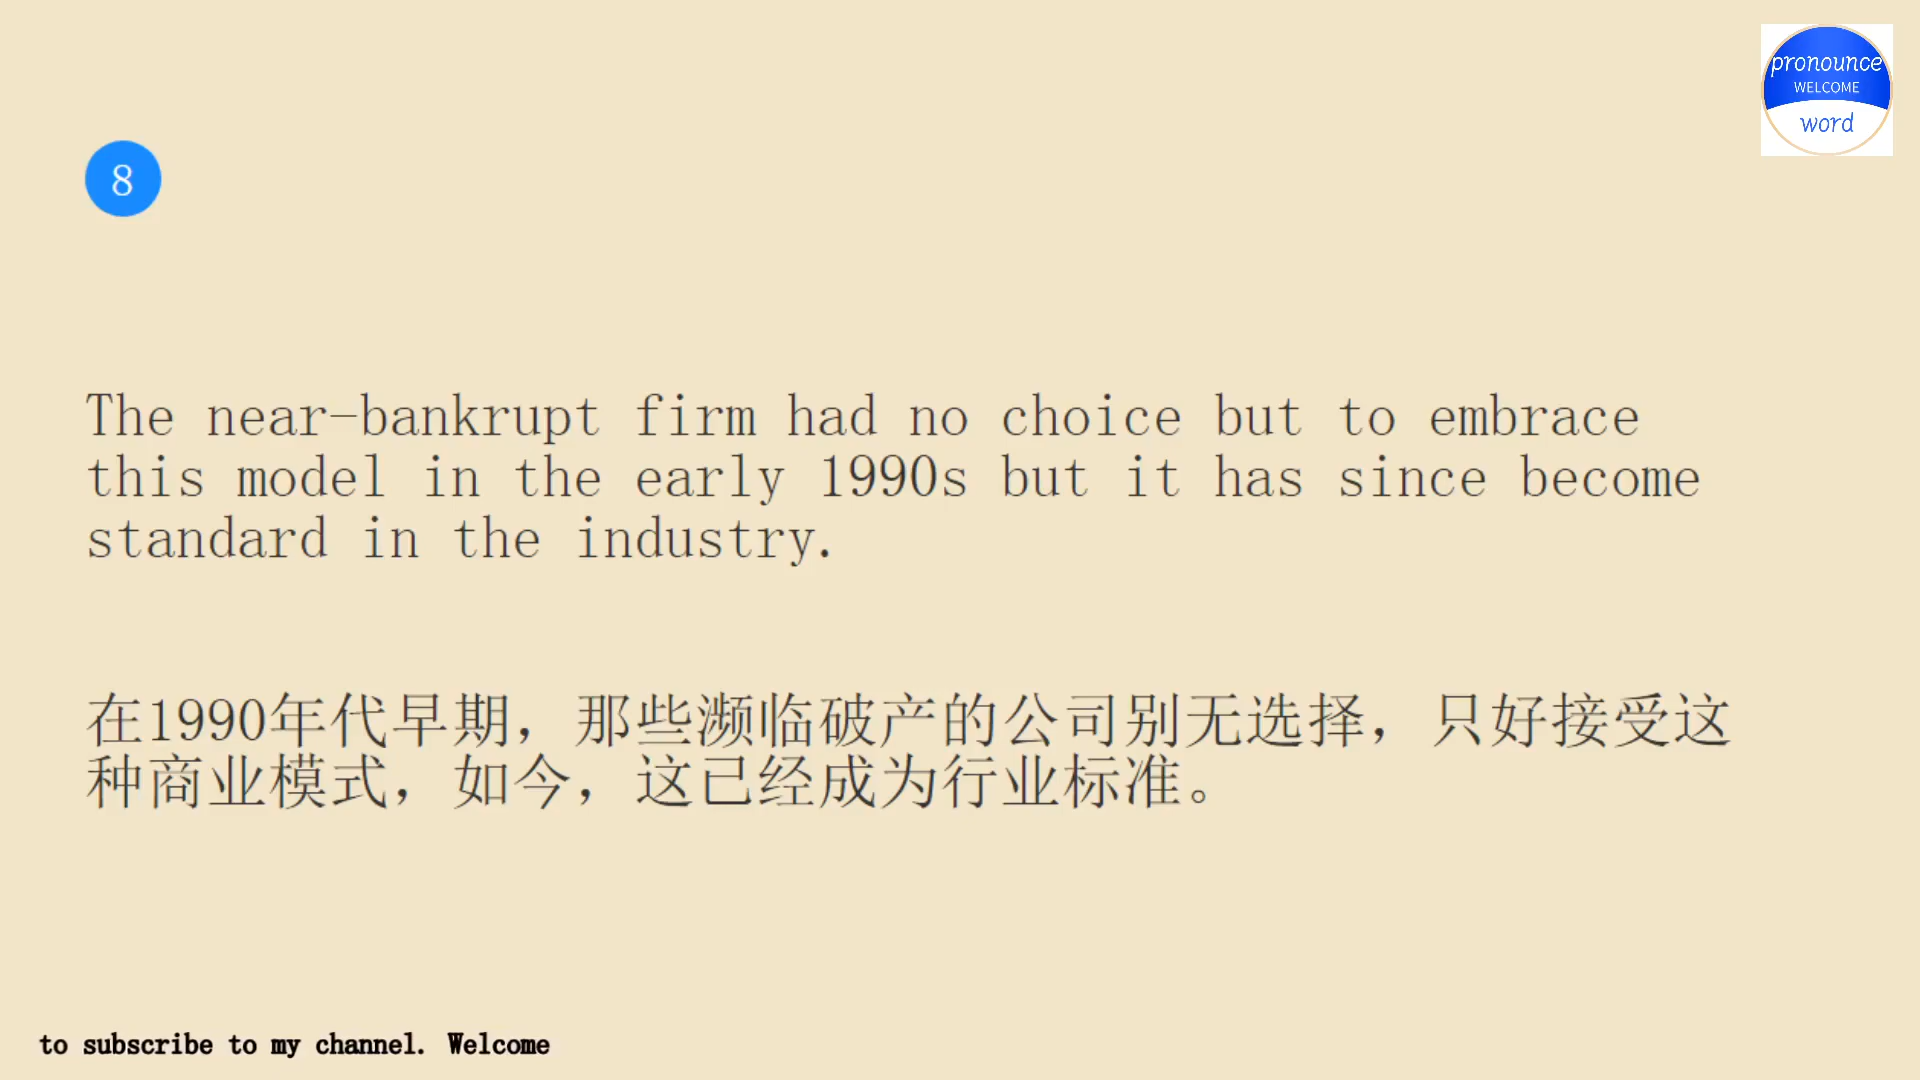 pronounce
WELCOME
word
8
The near-bankrupt firm had no choice but to embrace
this model in the early 1990s but it has since become
standard in the industry.
在1990年代早期，那些濒临破产的公司别无选择，只好接受这
种商业模式，如今，这已经成为行业标准。
to subscribe to my channel. Welcome